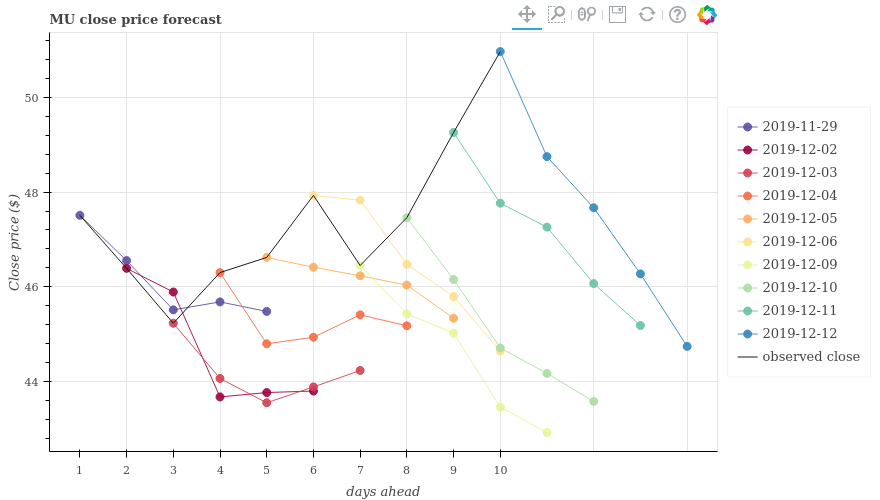 MU close price forecast
Close price ($)
50
48
46
44
1 2 3 4 5 6 7 8 9 10
days ahead
2019-11-29
2019-12-02
2019-12-03
2019-12-04
2019-12-05
2019-12-06
2019-12-09
2019-12-10
2019-12-11
2019-12-12
observed close